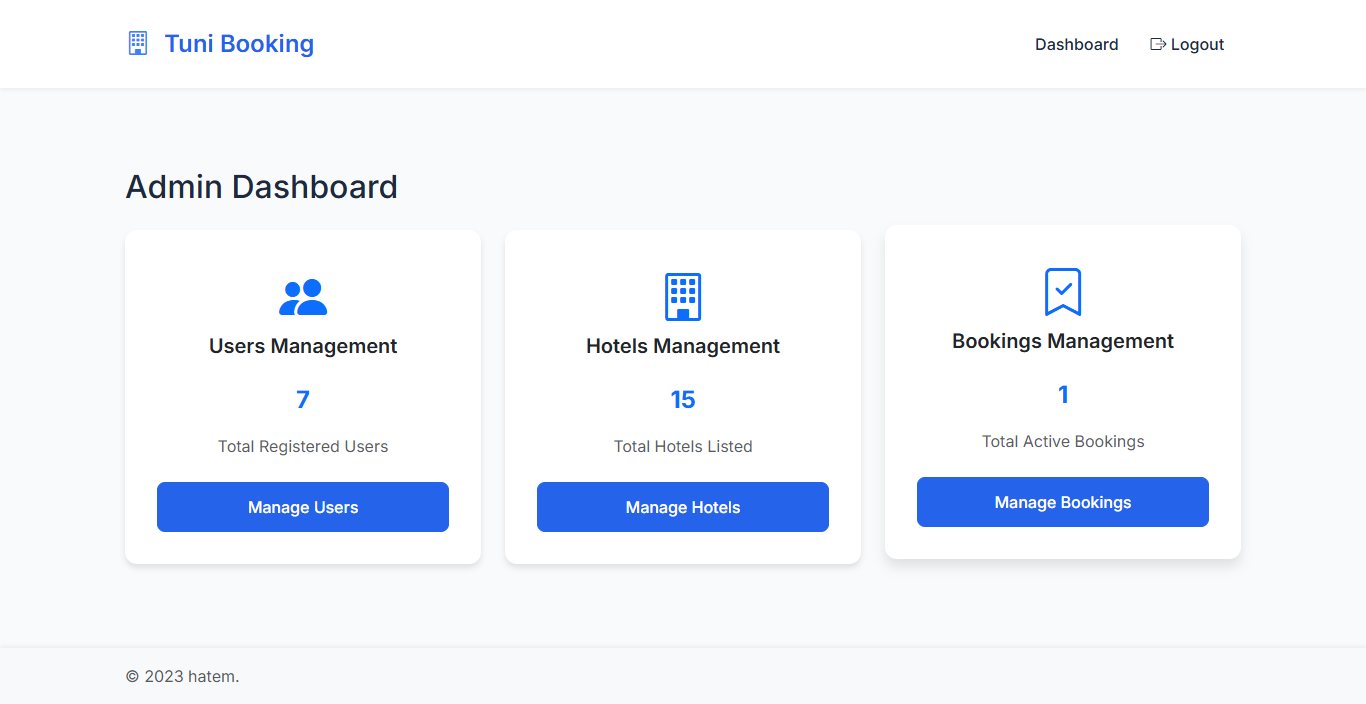 Tuni Booking
Dashboard
Logout
Admin Dashboard
Users Management
7
Total Registered Users
Manage Users
Hotels Management
15
Total Hotels Listed
Manage Hotels
Bookings Management
1
Total Active Bookings
Manage Bookings
© 2023 hatem.